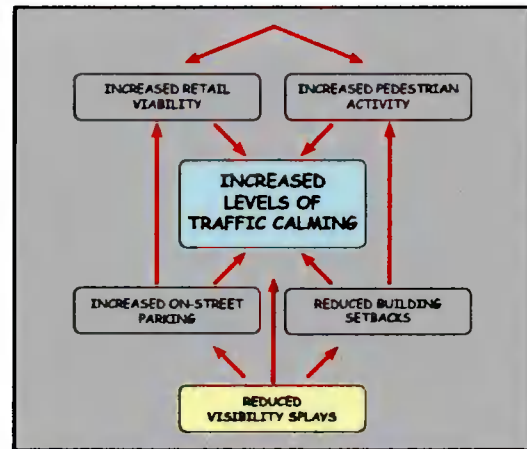 INCREASED RETAIL
VIABILITY
INCREASED PEDESTRIAN
ACTIVITY
INCREASED
LEVELS OF
TRAFFIC CALMING
INCREASED ON-STREET
PARKING
REDUCED BUILDING
SETBACKS
REDUCED
VISIBILITY SPLAYS